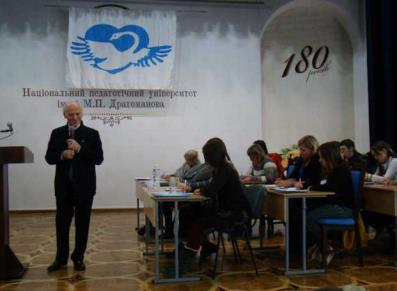 Національний педагогічний університет
імені М.П. Драгоманова
180
років